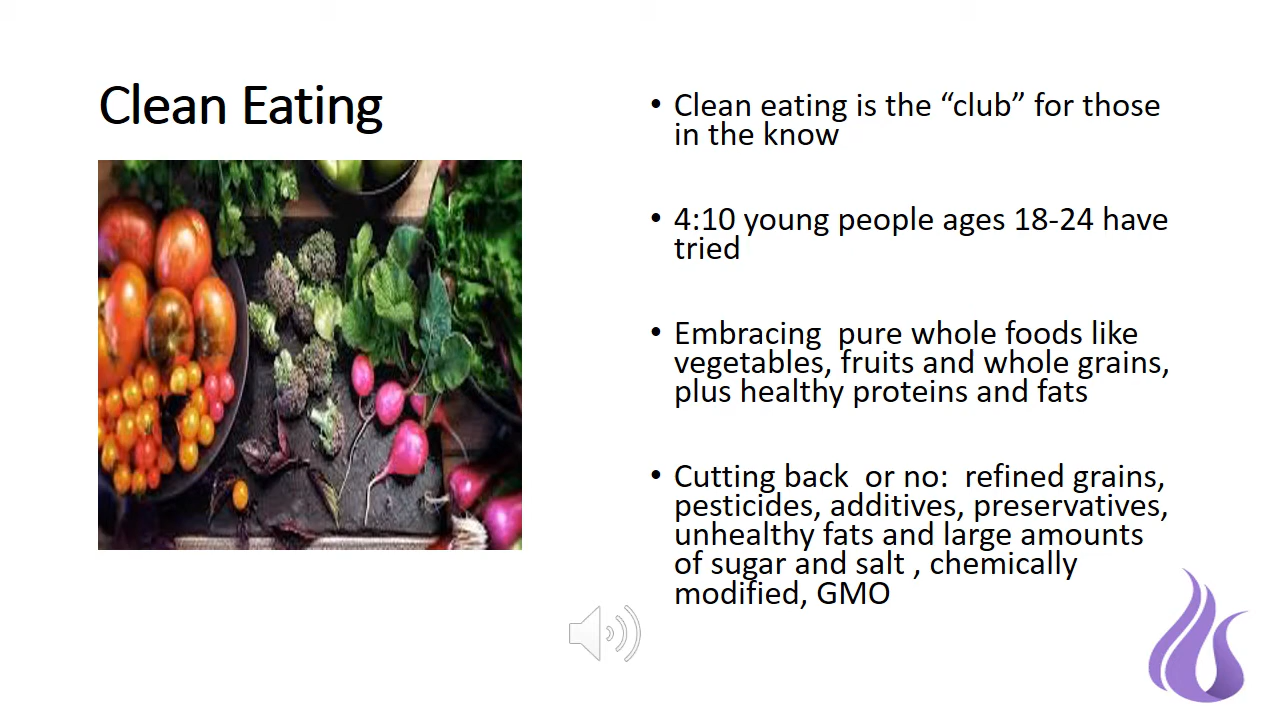 Clean Eating
• Clean eating is the “club” for those
in the know
• 4:10 young people ages 18-24 have
tried
• Embracing  pure whole foods like
vegetables, fruits and whole grains,
plus healthy proteins and fats
• Cutting back  or no:  refined grains,
pesticides, additives, preservatives,
unhealthy fats and large amounts
of sugar and salt , chemically
modified, GMO